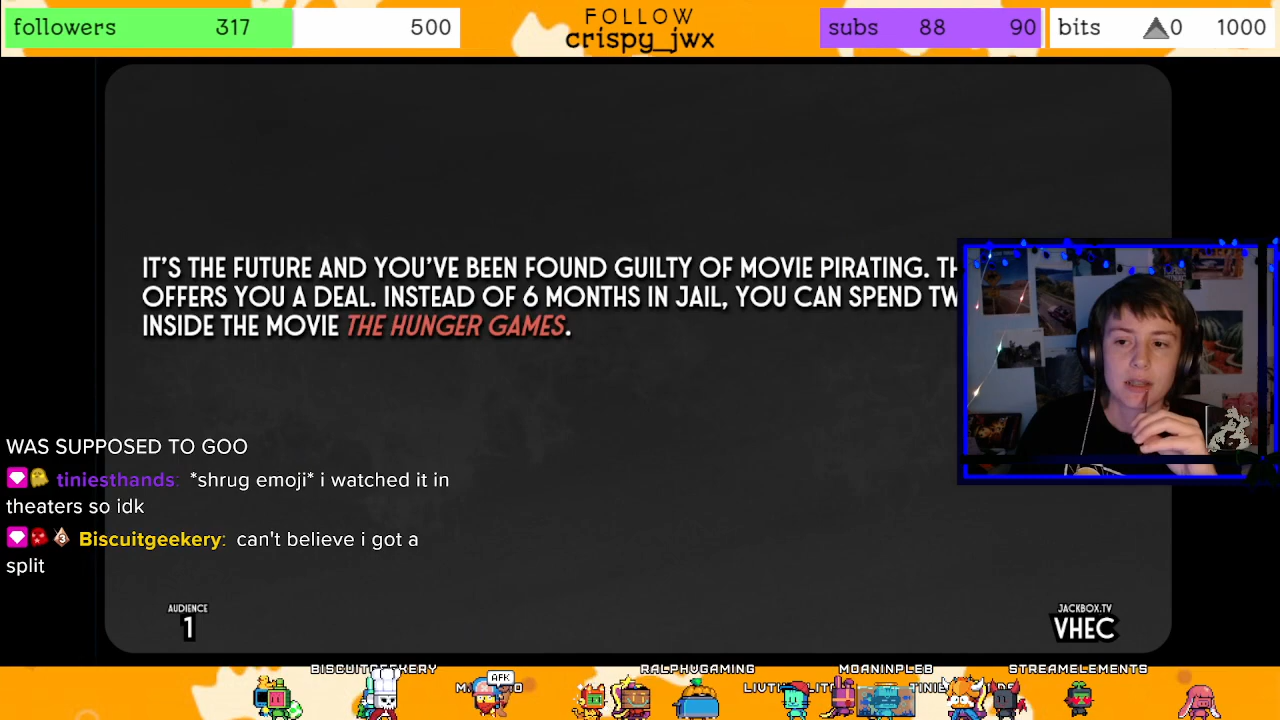 followers 317 500
FOLLOW
crispy_jwx
subs 88 90
bits 0 1000
IT'S THE FUTURE AND YOU'VE BEEN FOUND GUILTY OF MOVIE PIRATING.
OFFERS YOU A DEAL. INSTEAD OF 6 MONTHS IN JAIL, YOU CAN SPEND
INSIDE THE MOVIE THE HUNGER GAMES.
WAS SUPPOSED TO GOO
tiniesthands: *shrug emoji* i watched it in
theaters so idk
3 Biscuitgeekery: can't believe i got a
split
AUDIENCE
1
JACKBOX.TV
VHEC
BISCUITGEEKERY
RALPHUGAMING
MOANINPLEB
STREAMELEMENTS
AFK